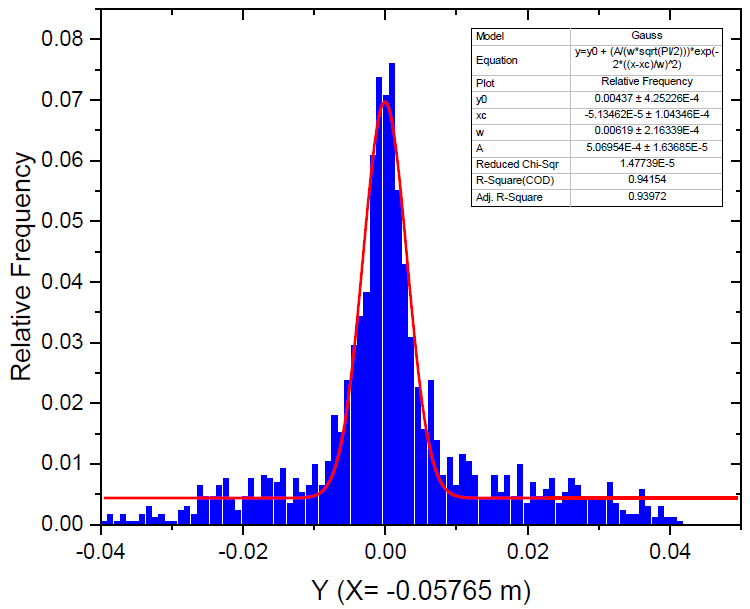 0.08
0.07
0.06
0.05
0.04
0.03
0.02
0.01
0.00
Relative Frequency
-0.04 -0.02 0.00 0.02 0.04
Y (X= -0.05765 m)
Model Gauss
Equation y=y0 + (A/(w*sqrt(PI/2)))*exp(-
2*((x-xc)/w)^2)
Plot Relative Frequency
y0 0.00437 ± 4.25226E-4
xc -5.13462E-5 ± 1.04346E-4
w 0.00619 ± 2.16339E-4
A 5.06954E-4 ± 1.63685E-5
Reduced Chi-Sqr 1.47739E-5
R-Square(COD) 0.94154
Adj. R-Square 0.93972